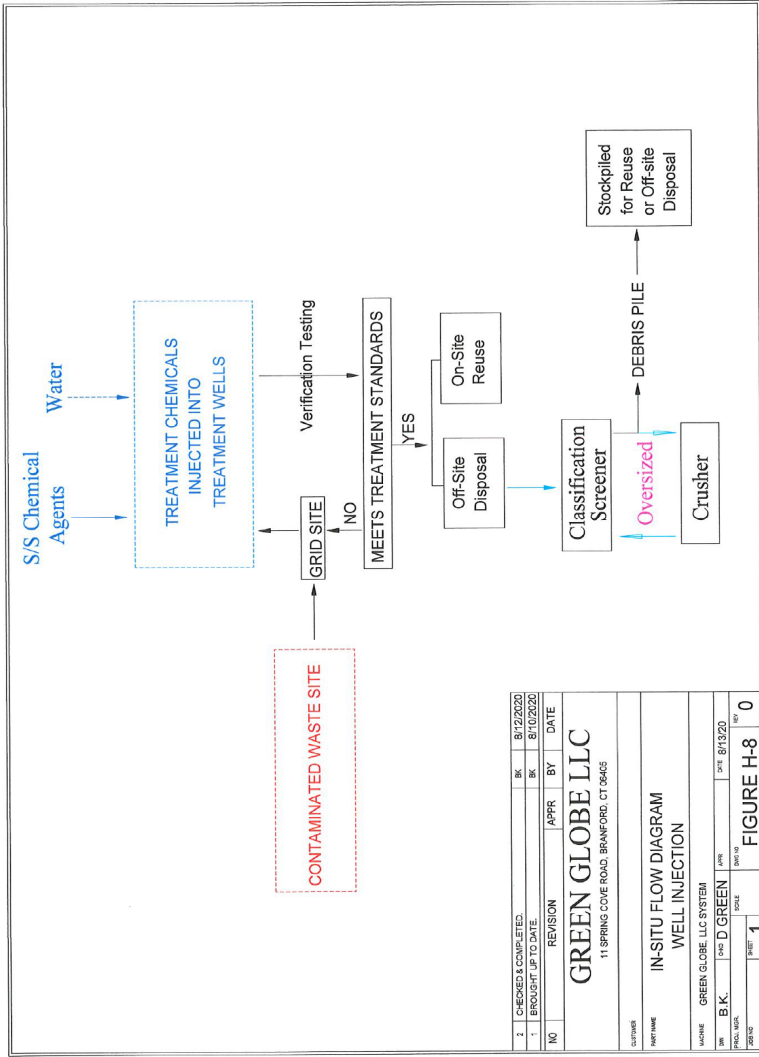 S/S Chemical
Agents
Water
TREATMENT CHEMICALS
INJECTED INTO
TREATMENT WELLS
CONTAMINATED WASTE SITE
GRID SITE
NO
Verification Testing
MEETS TREATMENT STANDARDS
YES
Off-Site
Disposal
On-Site
Reuse
Classification
Screener
Oversized
Crusher
DEBRIS PILE
Stockpiled
for Reuse
or Off-site
Disposal
2 CHECKED & COMPLETED. BK 8/12/2020
1 BROUGHT UP TO DATE. BK 8/10/2020
NO REVISION APPR BY DATE
GREEN GLOBE LLC
11 SPRING COVE ROAD, BRANFORD, CT 06405
CUSTOMER
PART NAME IN-SITU FLOW DIAGRAM
WELL INJECTION
MACHINE GREEN GLOBE, LLC SYSTEM
DWN B.K. CHKD D GREEN APPR DATE 8/13/20
PROJ. MGR. SCALE DWG NO FIGURE H-8 REV 0
JOB NO SHEET 1